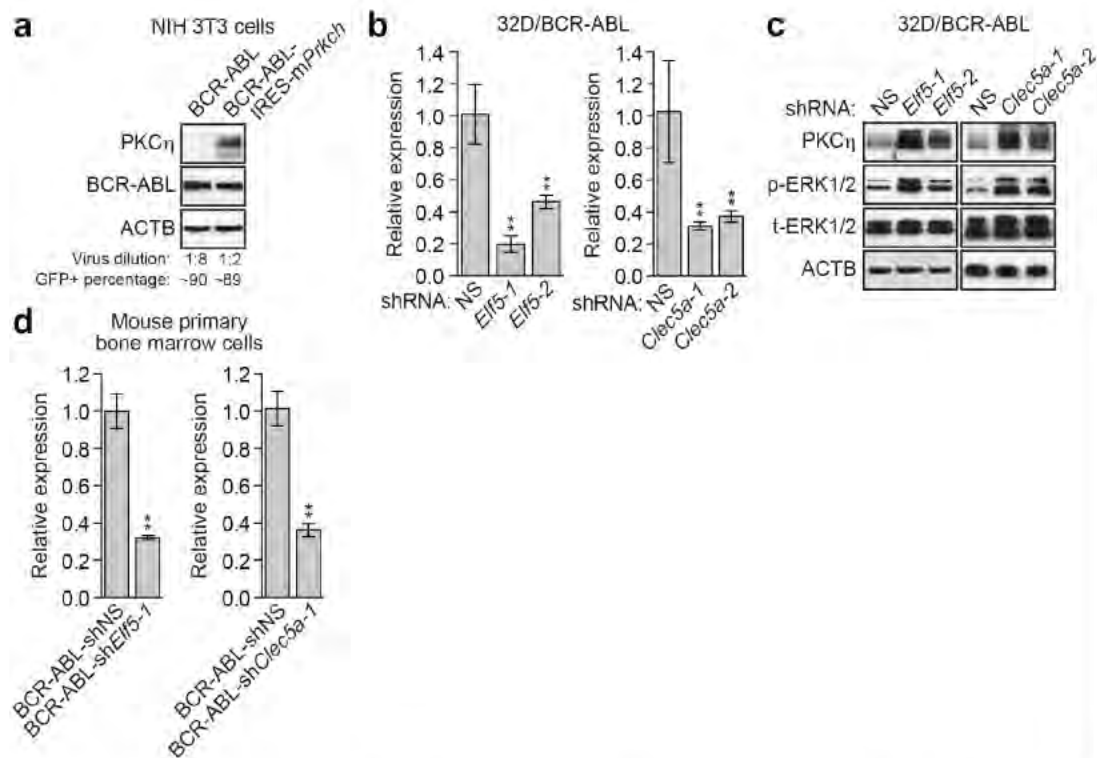 a
NIH 3T3 cells
BCR-ABL
BCR-ABL-
IRES-mPrkch
PKCη
BCR-ABL
ACTB
Virus dilution: 1:8 1:2
GFP+ percentage: ~90 ~89
b
32D/BCR-ABL
Relative expression
1.4
1.2
1.0
0.8
0.6
0.4
0.2
0.0
**
**
shRNA: NS Elf5-1 Elf5-2
Relative expression
1.4
1.2
1.0
0.8
0.6
0.4
0.2
0.0
**
**
shRNA: NS Clec5a-1 Clec5a-2
c
32D/BCR-ABL
shRNA: NS Elf5-1 Elf5-2 NS Clec5a-1 Clec5a-2
PKCη
p-ERK1/2
t-ERK1/2
ACTB
d
Mouse primary
bone marrow cells
Relative expression
1.2
1.0
0.8
0.6
0.4
0.2
0.0
**
BCR-ABL-shNS
BCR-ABL-shElf5-1
Relative expression
1.2
1.0
0.8
0.6
0.4
0.2
0.0
**
BCR-ABL-shNS
BCR-ABL-shClec5a-1